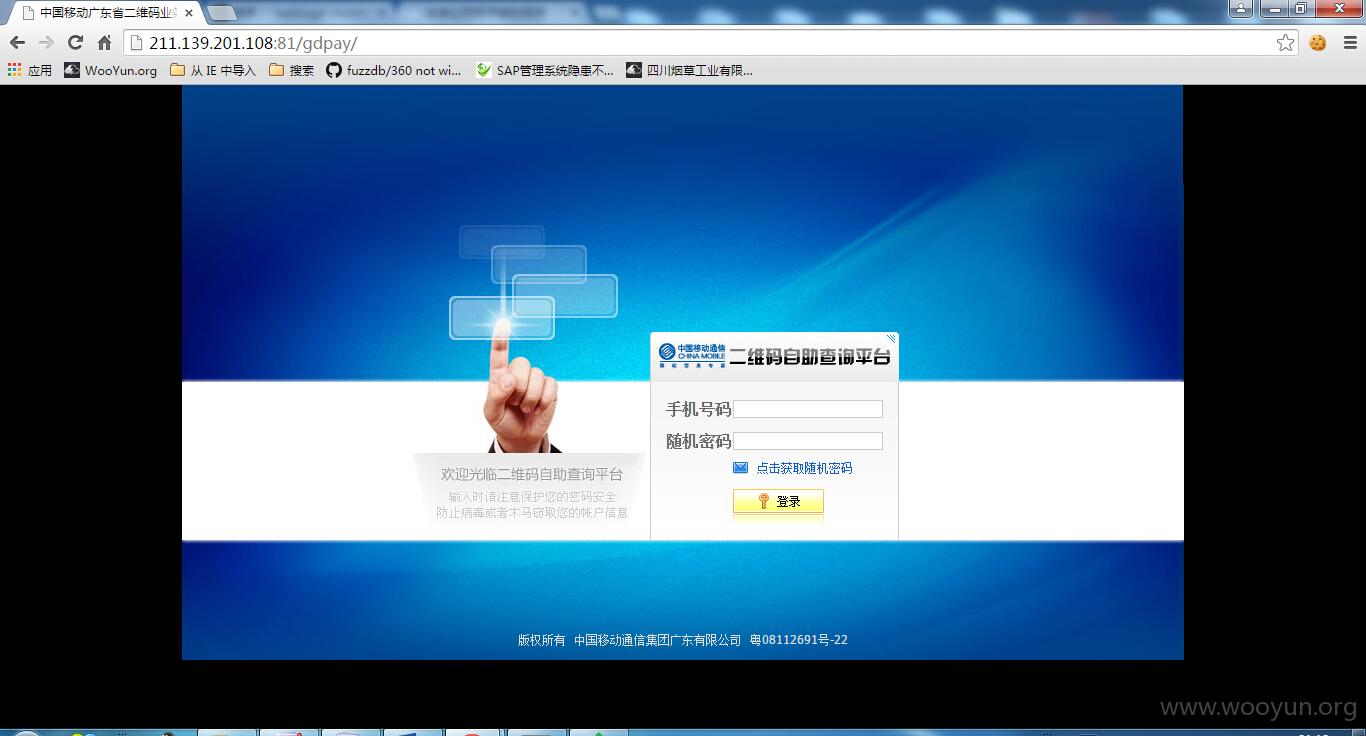 中国移动广东省二维码业
211.139.201.108:81/gdpay/
应用 WooYun.org 从 IE 中导入 搜索 fuzzdb/360 not wi... SAP管理系统隐患不... 四川烟草工业有限...
中国移动通信
CHINA MOBILE
移动信息专家
二维码自助查询平台
手机号码
随机密码
点击获取随机密码
登录
欢迎光临二维码自助查询平台
输入时请注意保护您的密码安全
防止病毒或者木马窃取您的帐户信息
版权所有 中国移动通信集团广东有限公司 粤08112691号-22
www.wooyun.org